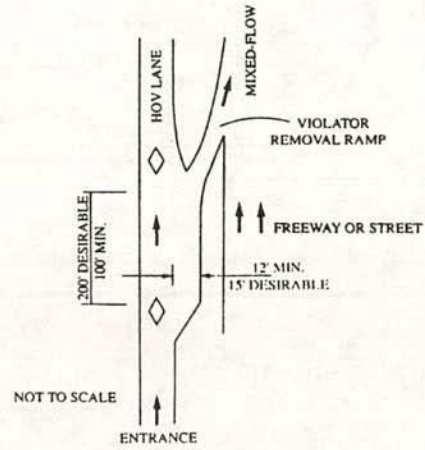 HOV LANE
MIXED-FLOW
VIOLATOR
REMOVAL RAMP
200' DESIRABLE
100' MIN.
FREEWAY OR STREET
12' MIN.
15' DESIRABLE
NOT TO SCALE
ENTRANCE